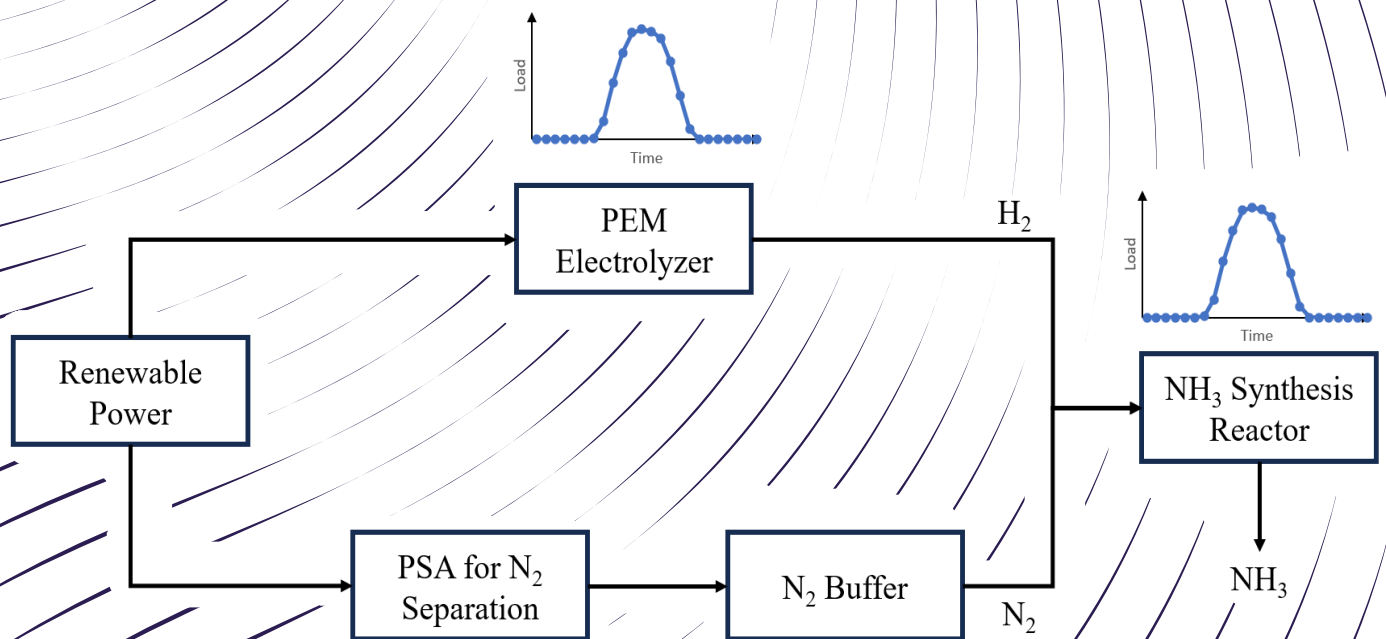 Load
Time
PEM
Electrolyzer
H₂
Load
Time
Renewable
Power
NH₃ Synthesis
Reactor
PSA for N₂
Separation
N₂ Buffer
N₂
NH₃